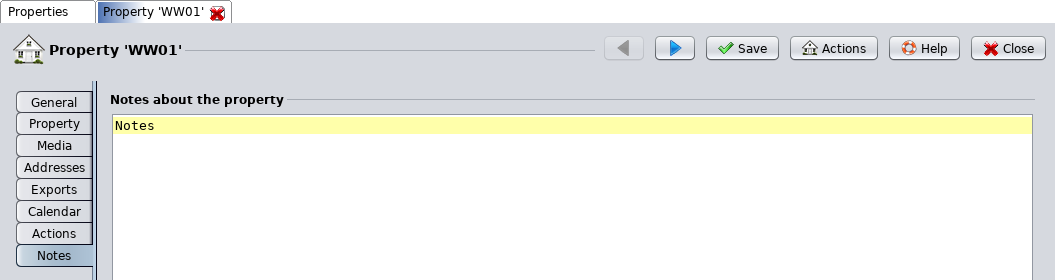 Properties
Property 'WW01'
Property 'WW01'
Save
Actions
Help
Close
General
Property
Media
Addresses
Exports
Calendar
Actions
Notes
Notes about the property
Notes